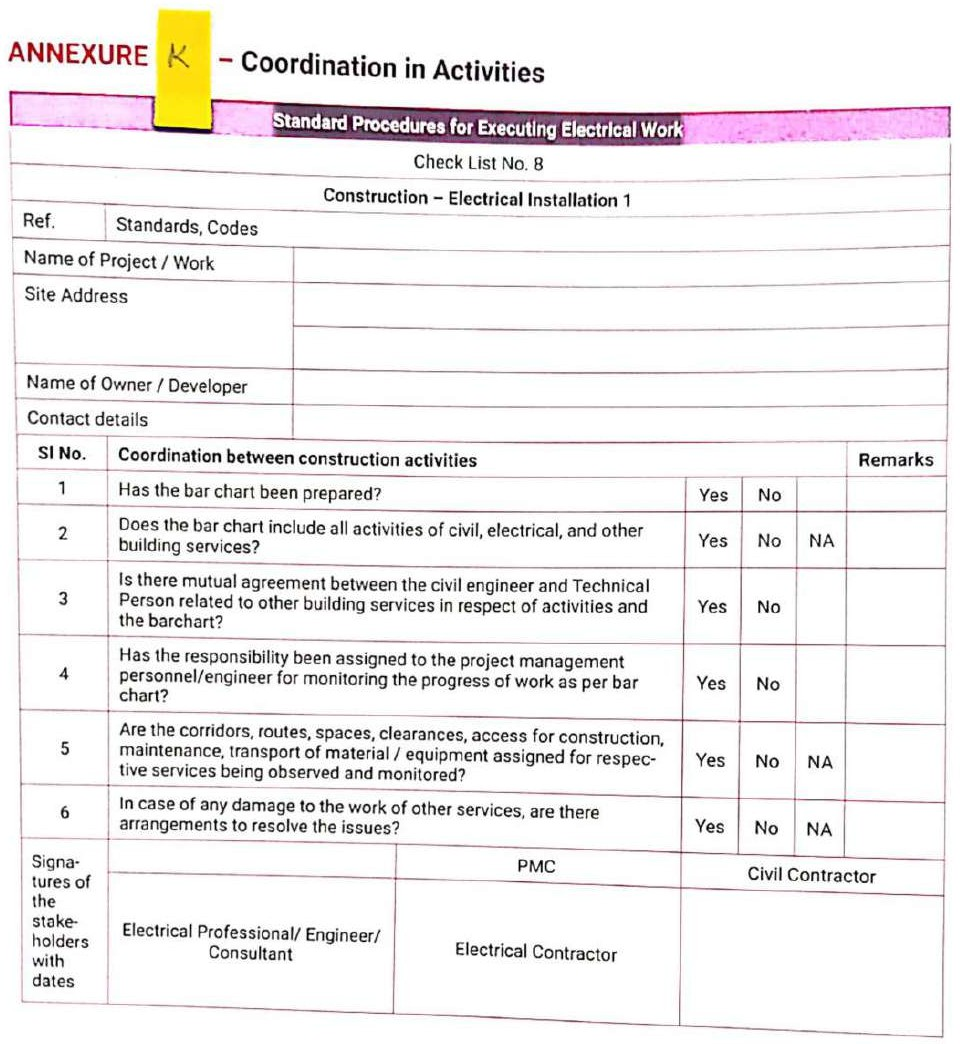 ANNEXURE K – Coordination in Activities
Standard Procedures for Executing Electrical Work
Check List No. 8
Construction – Electrical Installation 1
Ref. Standards, Codes
Name of Project / Work
Site Address
Name of Owner / Developer
Contact details
Sl No. Coordination between construction activities Remarks
1 Has the bar chart been prepared? Yes No
2 Does the bar chart include all activities of civil, electrical, and other
building services? Yes No NA
3 Is there mutual agreement between the civil engineer and Technical
Person related to other building services in respect of activities and
the barchart? Yes No
4 Has the responsibility been assigned to the project management
personnel/engineer for monitoring the progress of work as per bar
chart? Yes No
5 Are the corridors, routes, spaces, clearances, access for construction,
maintenance, transport of material / equipment assigned for respec-
tive services being observed and monitored? Yes No NA
6 In case of any damage to the work of other services, are there
arrangements to resolve the issues? Yes No NA
Signa-
tures of
the
stake-
holders
with
dates
PMC
Civil Contractor
Electrical Professional/ Engineer/
Consultant
Electrical Contractor